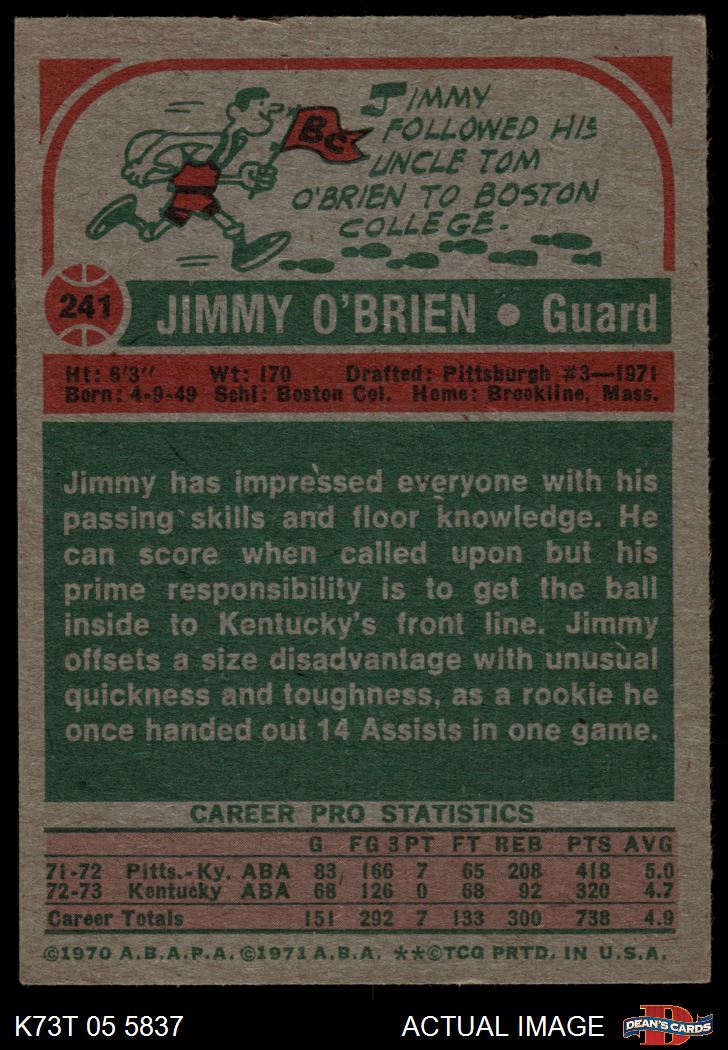 JIMMY
FOLLOWED HIS
UNCLE TOM
O'BRIEN TO BOSTON
COLLEGE.
BC
241
JIMMY O'BRIEN • Guard
Ht: 6'3" Wt: 170 Drafted: Pittsburgh #3—1971
Born: 4-9-49 Schl: Boston Col. Home: Brookline, Mass.
Jimmy has impressed everyone with his
passing skills and floor knowledge. He
can score when called upon but his
prime responsibility is to get the ball
inside to Kentucky's front line. Jimmy
offsets a size disadvantage with unusual
quickness and toughness, as a rookie he
once handed out 14 Assists in one game.
CAREER PRO STATISTICS
G FG 3PT FT REB PTS AVG
71-72 Pitts.-Ky. ABA 83 166 7 65 208 418 5.0
72-73 Kentucky ABA 68 126 0 68 92 320 4.7
Career Totals 151 292 7 133 300 738 4.9
©1970 A.B.A.P.A. ©1971 A.B.A. **©TCG PRTD. IN U.S.A.
K73T 05 5837 ACTUAL IMAGE
D
DEAN'S CARDS